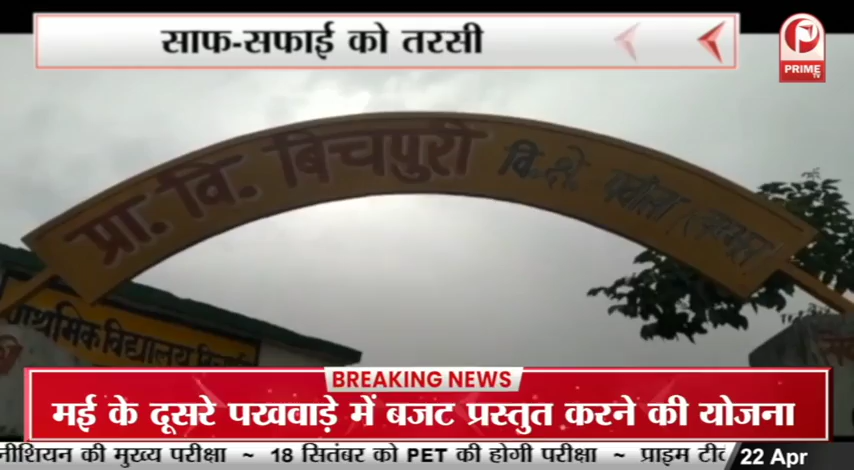 साफ-सफाई को तरसी
PRIME
TV
प्रा. वि. बिचपुरी वि. क्षे.
प्राथमिक विद्यालय
BREAKING NEWS
मई के दूसरे पखवाड़े में बजट प्रस्तुत करने की योजना
नीशियन की मुख्य परीक्षा ~ 18 सितंबर को PET की होगी परीक्षा ~ प्राइम टीव
22 Apr